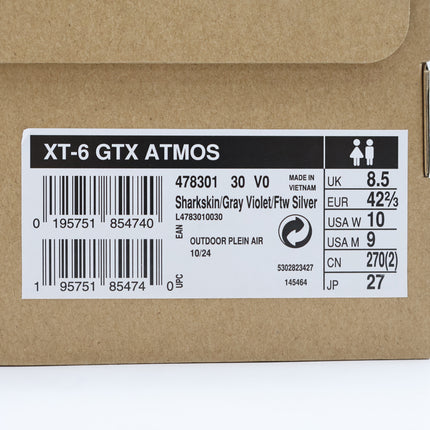 XT-6 GTX ATMOS
478301 30 V0
MADE IN
VIETNAM
Sharkskin/Gray Violet/Ftw Silver
L4783010030
0 195751 854740
EAN
OUTDOOR PLEIN AIR
10/24
5302823427
145464
1 95751 85474 0
UPC
UK 8.5
EUR 42⅔
USA W 10
USA M 9
CN 270(2)
JP 27